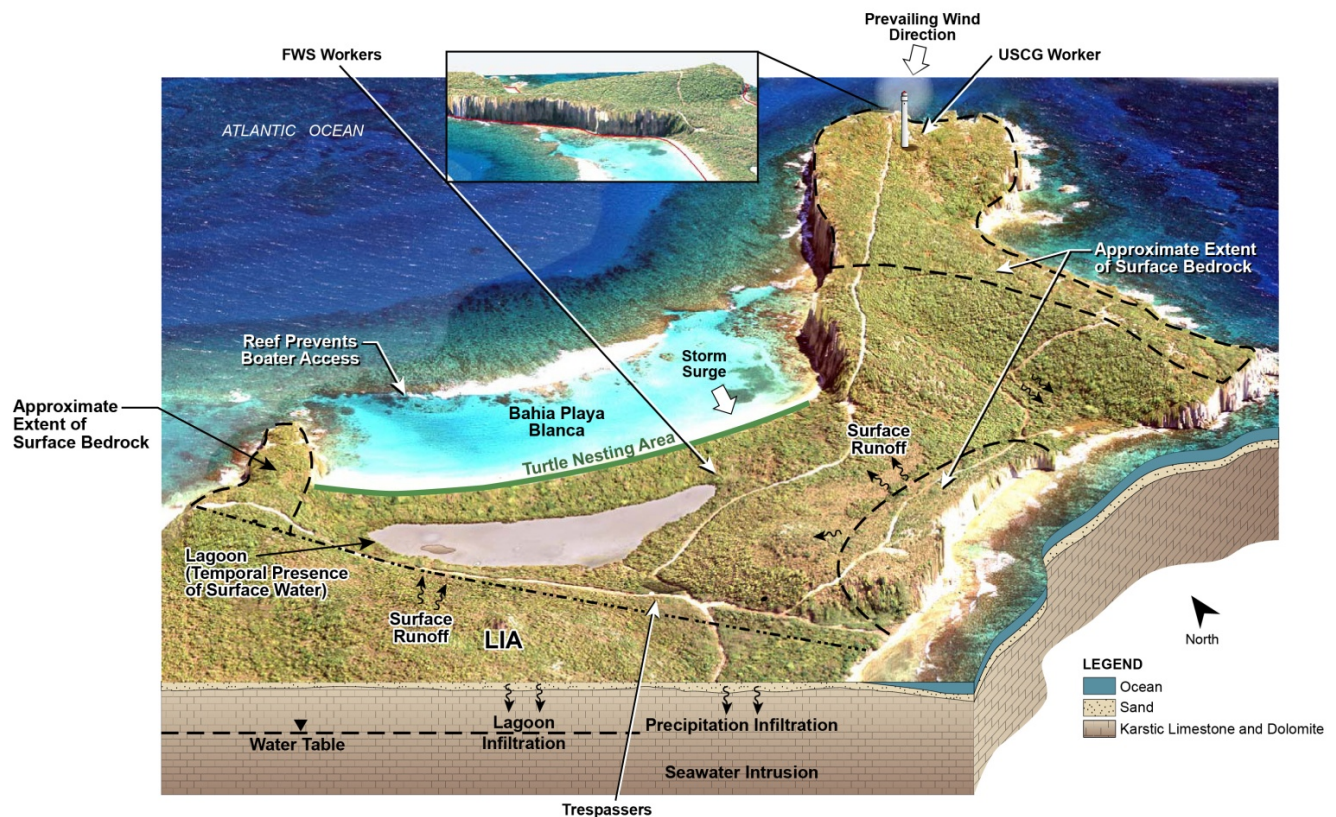 Prevailing Wind
Direction
FWS Workers
USCG Worker
ATLANTIC OCEAN
Approximate Extent
of Surface Bedrock
Reef Prevents
Boater Access
Storm
Surge
Bahia Playa
Blanca
Approximate
Extent of
Surface Bedrock
Turtle Nesting Area
Surface
Runoff
Lagoon
(Temporal Presence
of Surface Water)
Surface
Runoff
LIA
North
LEGEND
Ocean
Sand
Karstic Limestone and Dolomite
Lagoon
Infiltration
Precipitation Infiltration
Water Table
Seawater Intrusion
Trespassers